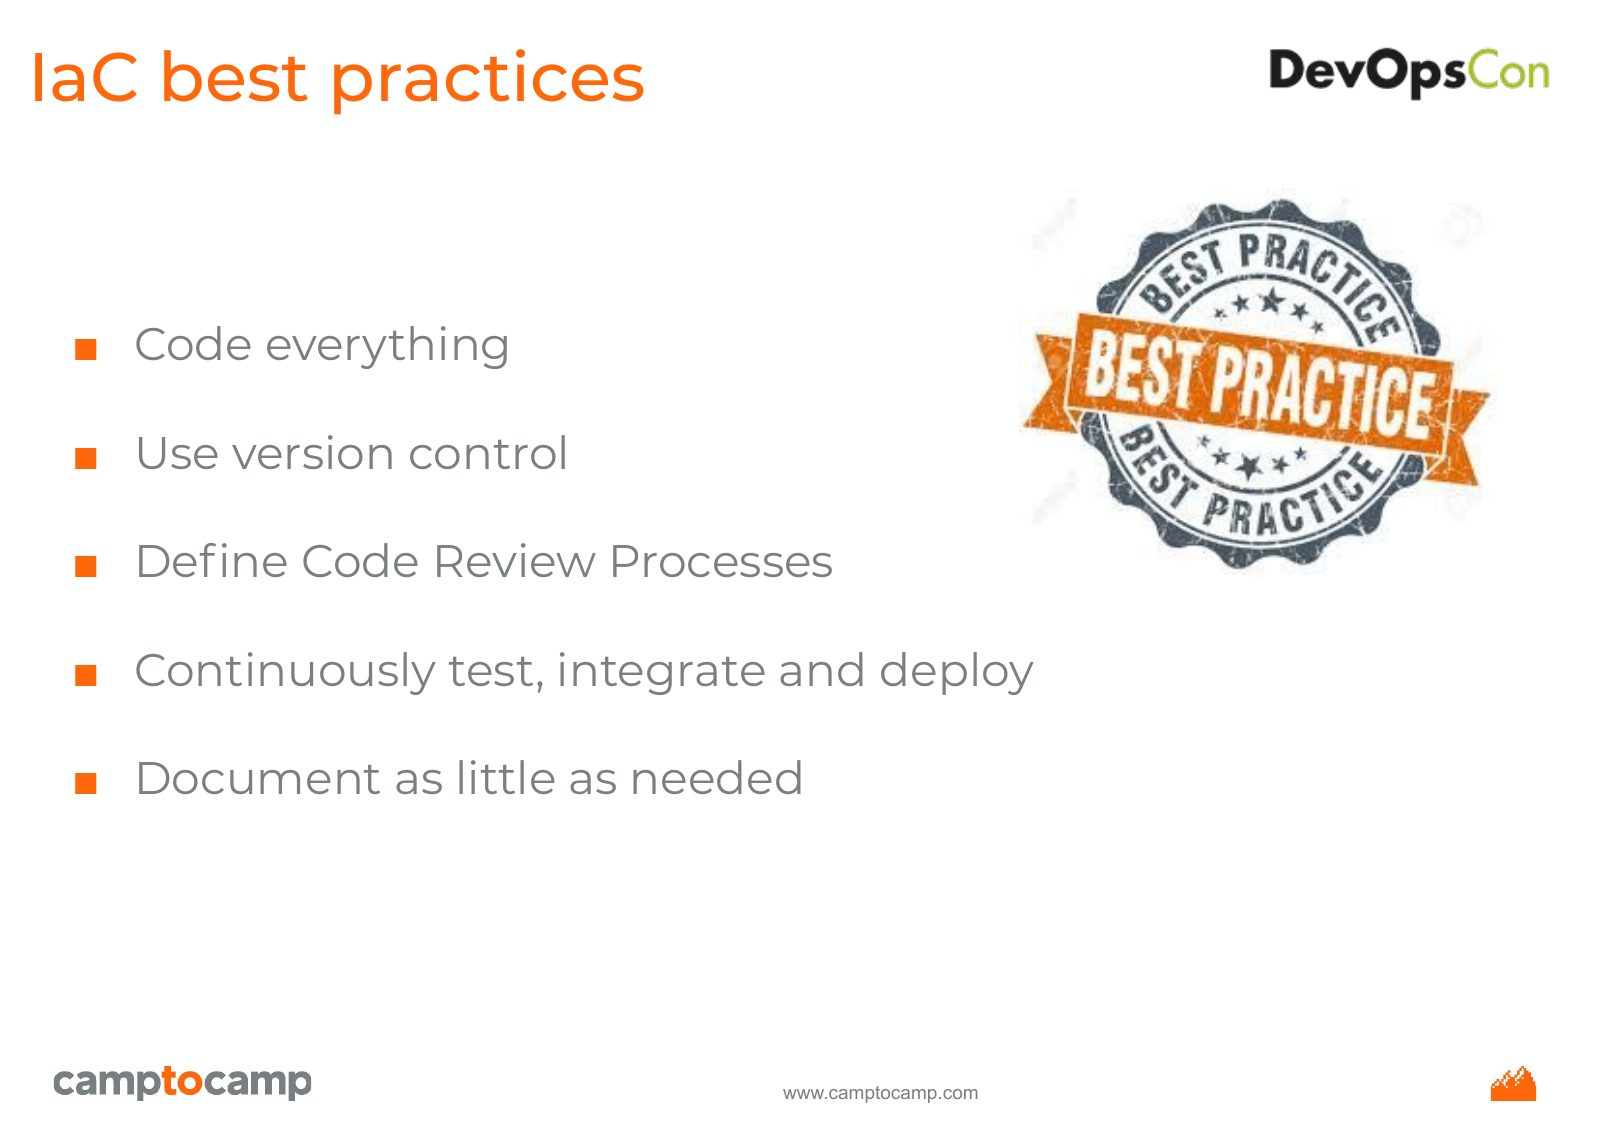 IaC best practices
DevOpsCon
BEST PRACTICE
BEST PRACTICE
BEST PRACTICE
Code everything
Use version control
Define Code Review Processes
Continuously test, integrate and deploy
Document as little as needed
camptocamp
www.camptocamp.com